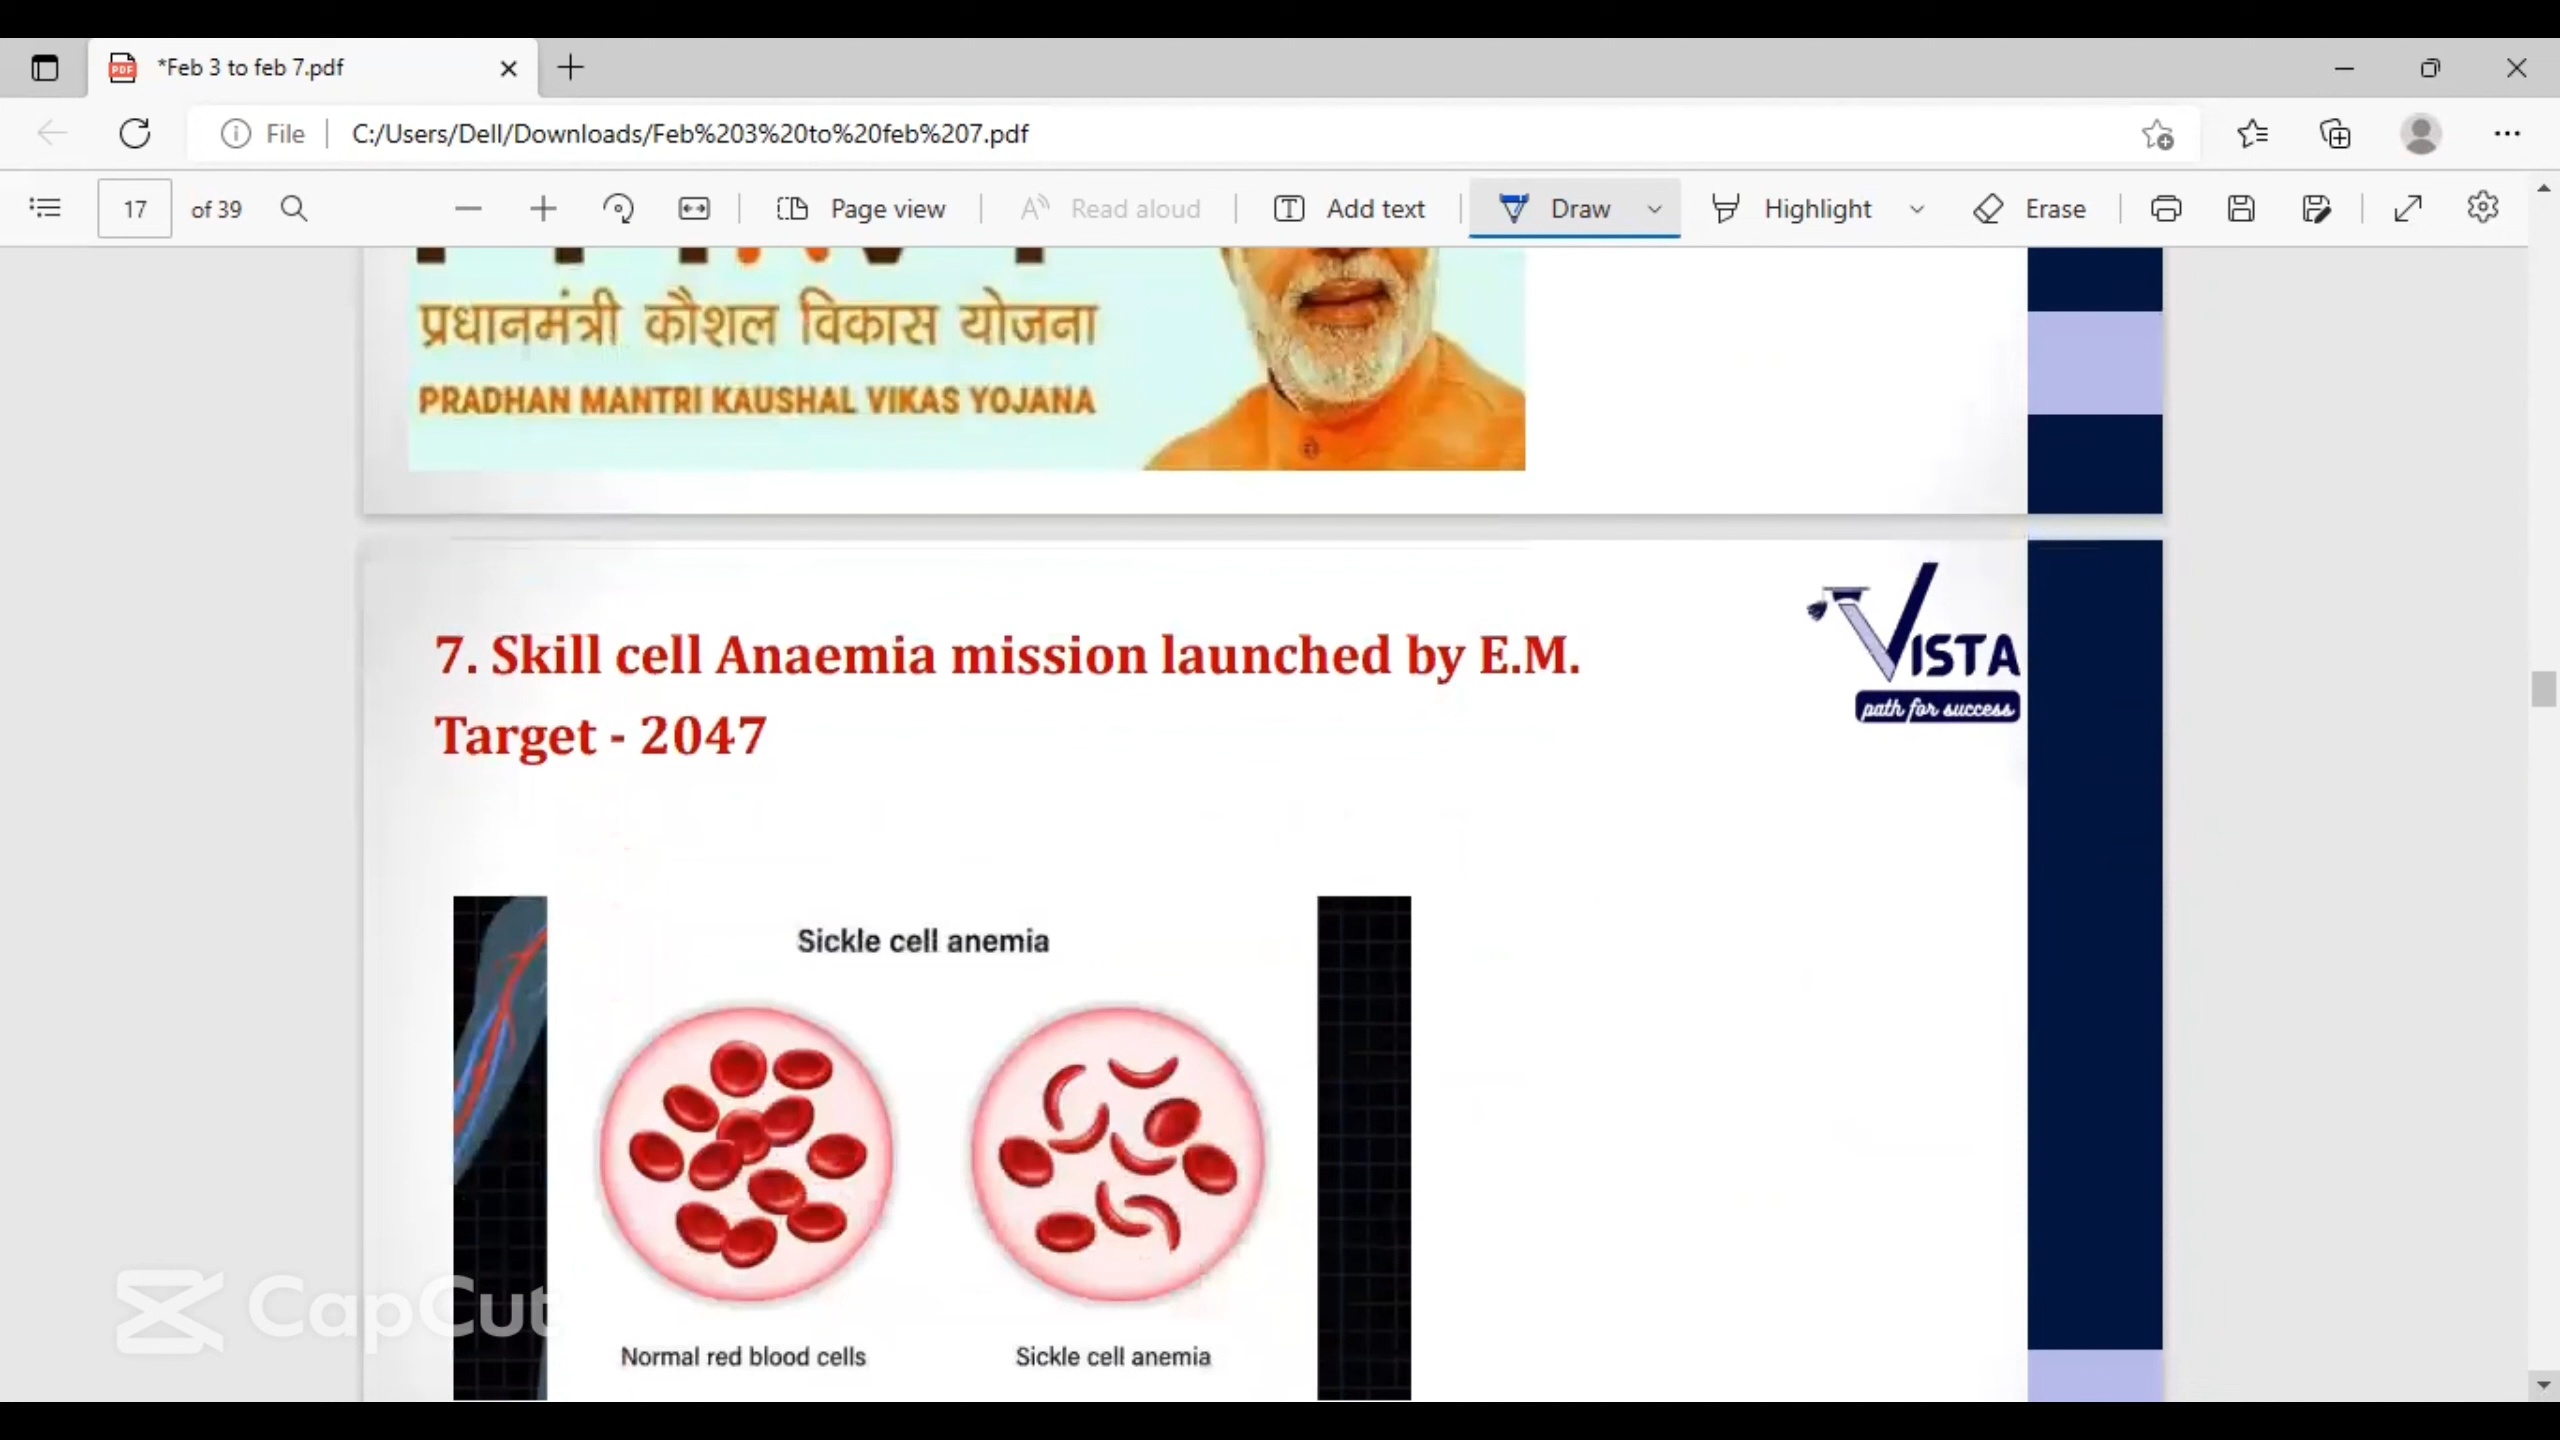 *Feb 3 to feb 7.pdf
File
C:/Users/Dell/Downloads/Feb%203%20to%20feb%207.pdf
17 of 39
Page view
Read aloud
Add text
Draw
Highlight
Erase
प्रधानमंत्री कौशल विकास योजना
PRADHAN MANTRI KAUSHAL VIKAS YOJANA
VISTA
path for success
7. Skill cell Anaemia mission launched by E.M.
Target - 2047
Sickle cell anemia
Normal red blood cells
Sickle cell anemia
CapCut